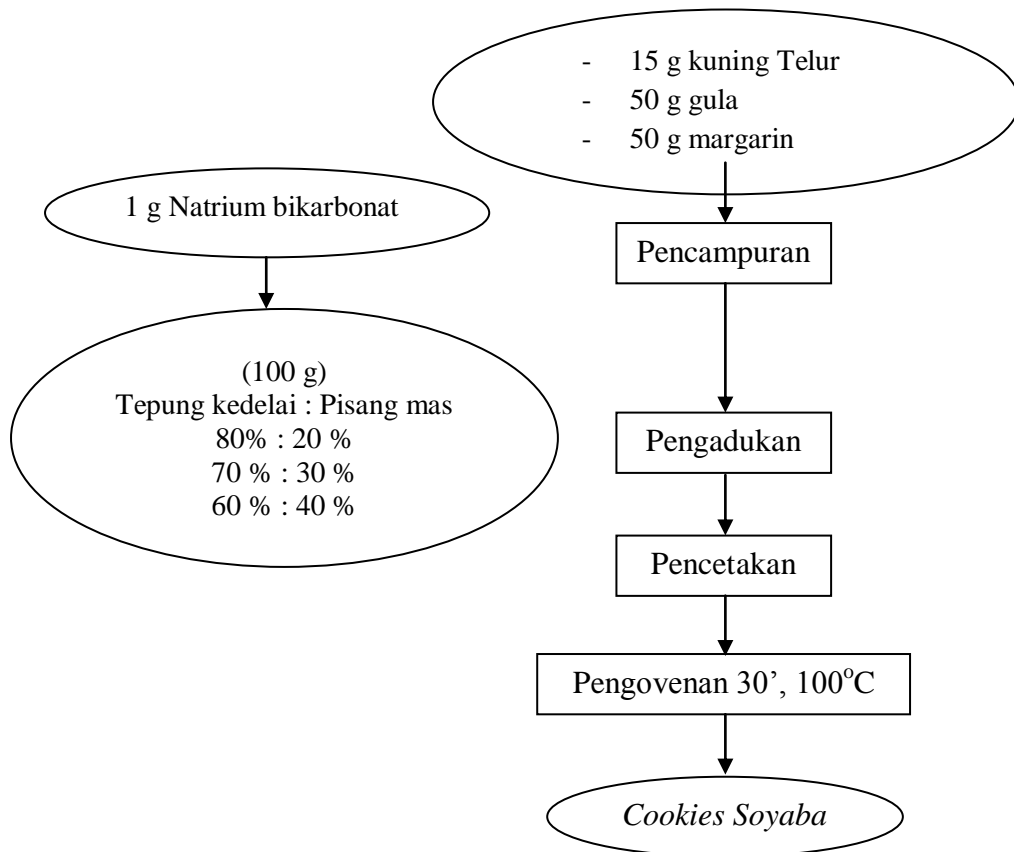 - 15 g kuning Telur
- 50 g gula
- 50 g margarin
1 g Natrium bikarbonat
Pencampuran
(100 g)
Tepung kedelai : Pisang mas
80% : 20 %
70 % : 30 %
60 % : 40 %
Pengadukan
Pencetakan
Pengovenan 30’, 100°C
Cookies Soyaba